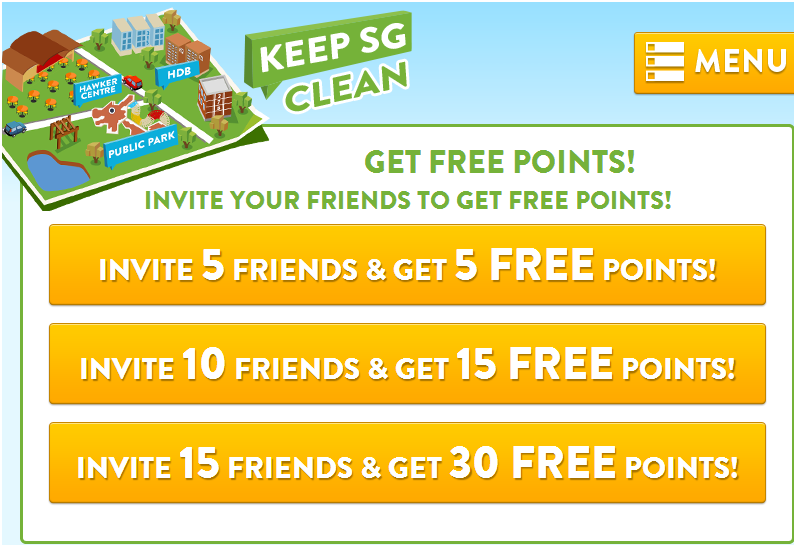 KEEP SG
CLEAN
HAWKER
CENTRE
HDB
PUBLIC PARK
MENU
GET FREE POINTS!
INVITE YOUR FRIENDS TO GET FREE POINTS!
INVITE 5 FRIENDS & GET 5 FREE POINTS!
INVITE 10 FRIENDS & GET 15 FREE POINTS!
INVITE 15 FRIENDS & GET 30 FREE POINTS!